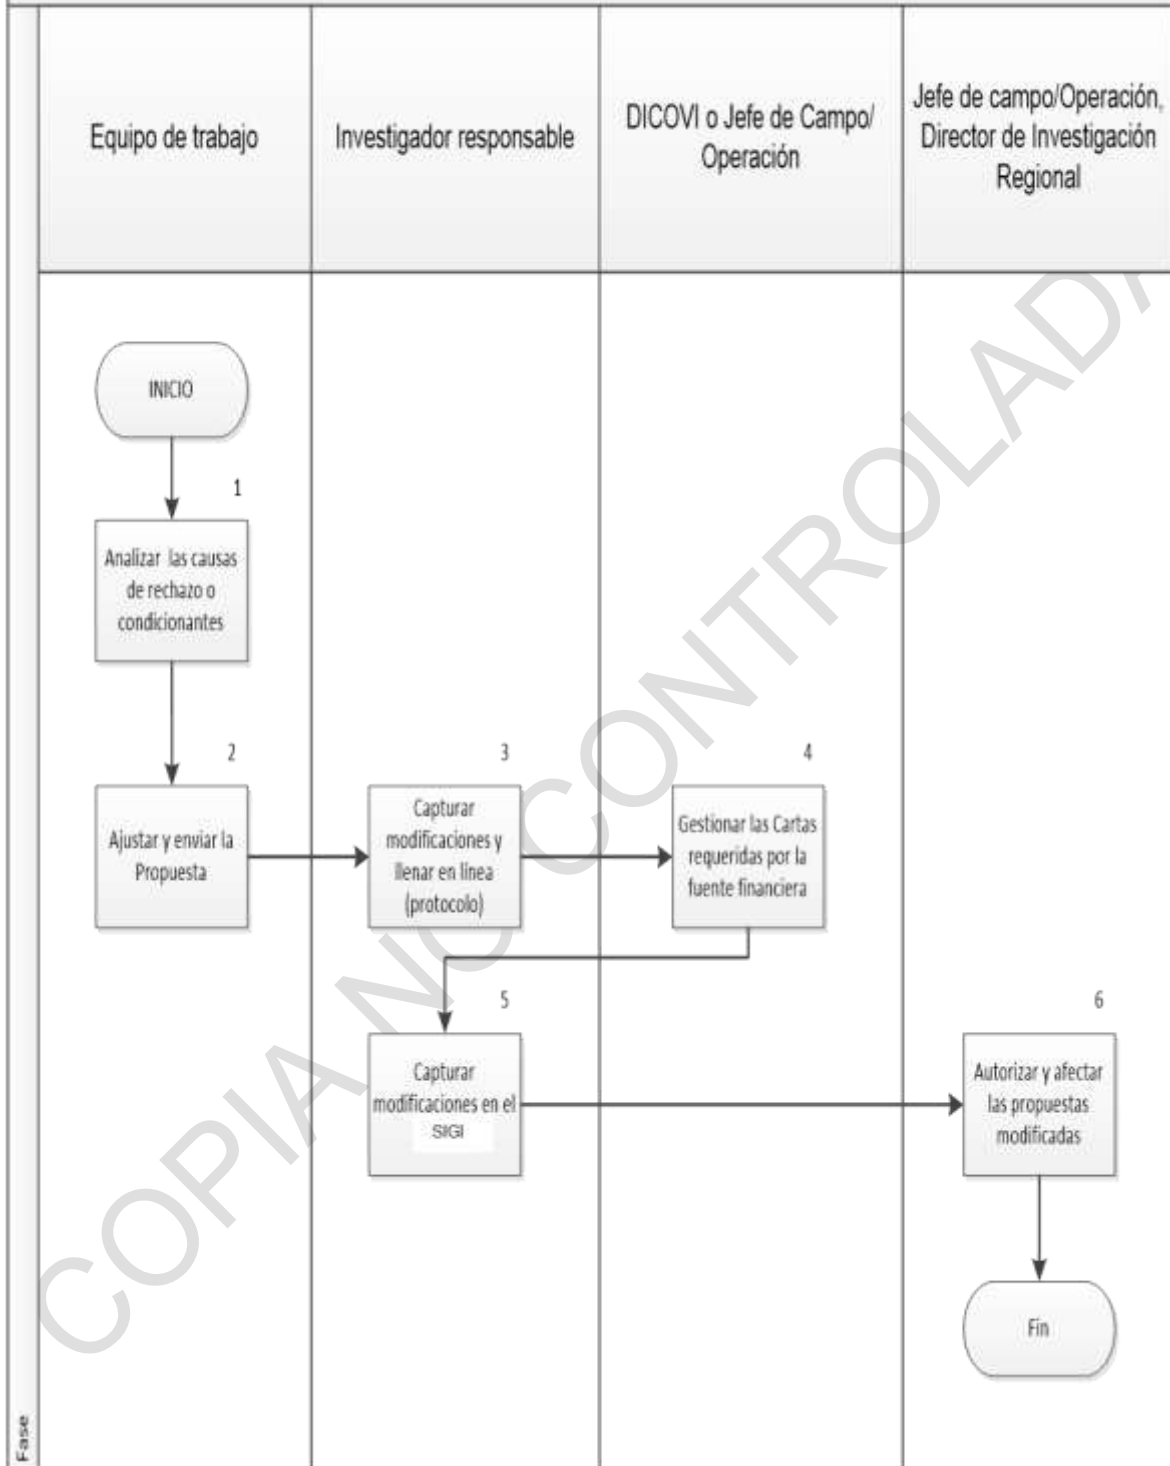 Equipo de trabajo
Investigador responsable
DICOVI o Jefe de Campo/
Operación
Jefe de campo/Operación,
Director de Investigación
Regional
INICIO
1
Analizar las causas
de rechazo o
condicionantes
2
Ajustar y enviar la
Propuesta
3
Capturar
modificaciones y
llenar en línea
(protocolo)
4
Gestionar las Cartas
requeridas por la
fuente financiera
5
Capturar
modificaciones en el
SIGI
6
Autorizar y afectar
las propuestas
modificadas
Fin
Fase
COPIA NO CONTROLADA